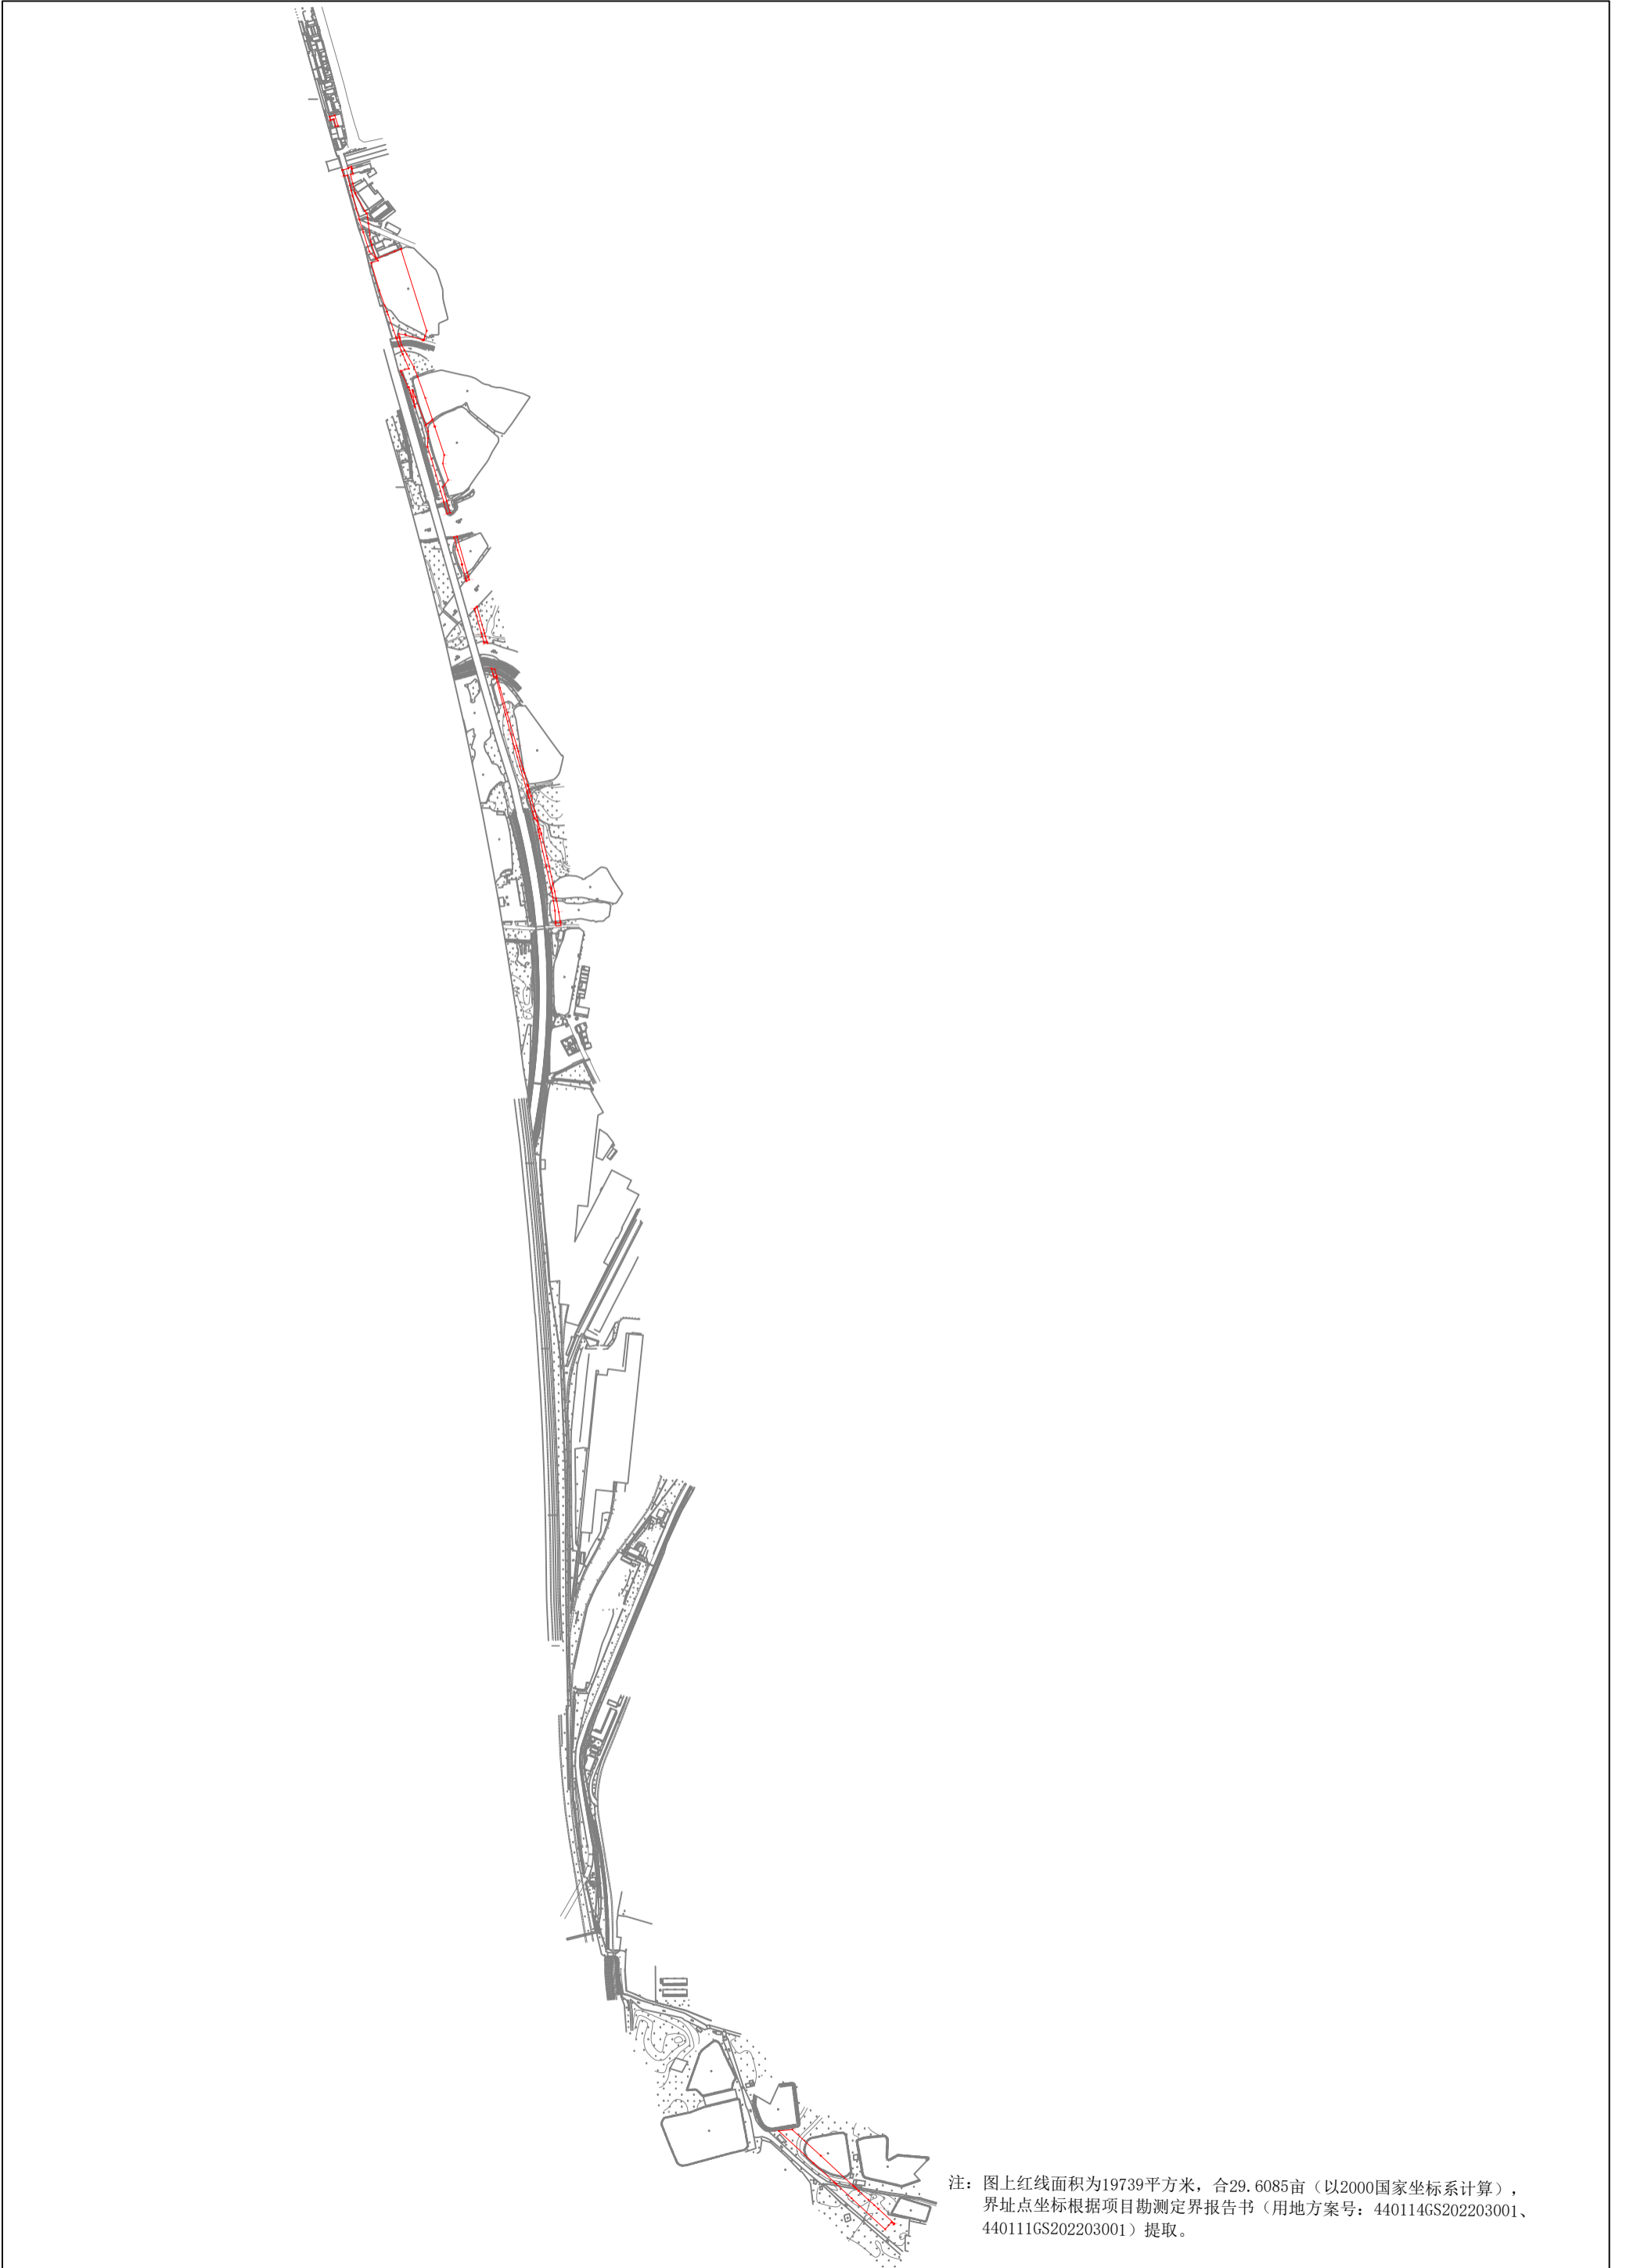 注：图上红线面积为19739平方米，合29.6085亩（以2000国家坐标系计算），
界址点坐标根据项目勘测定界报告书（用地方案号：440114GS202203001、
440111GS202203001）提取。